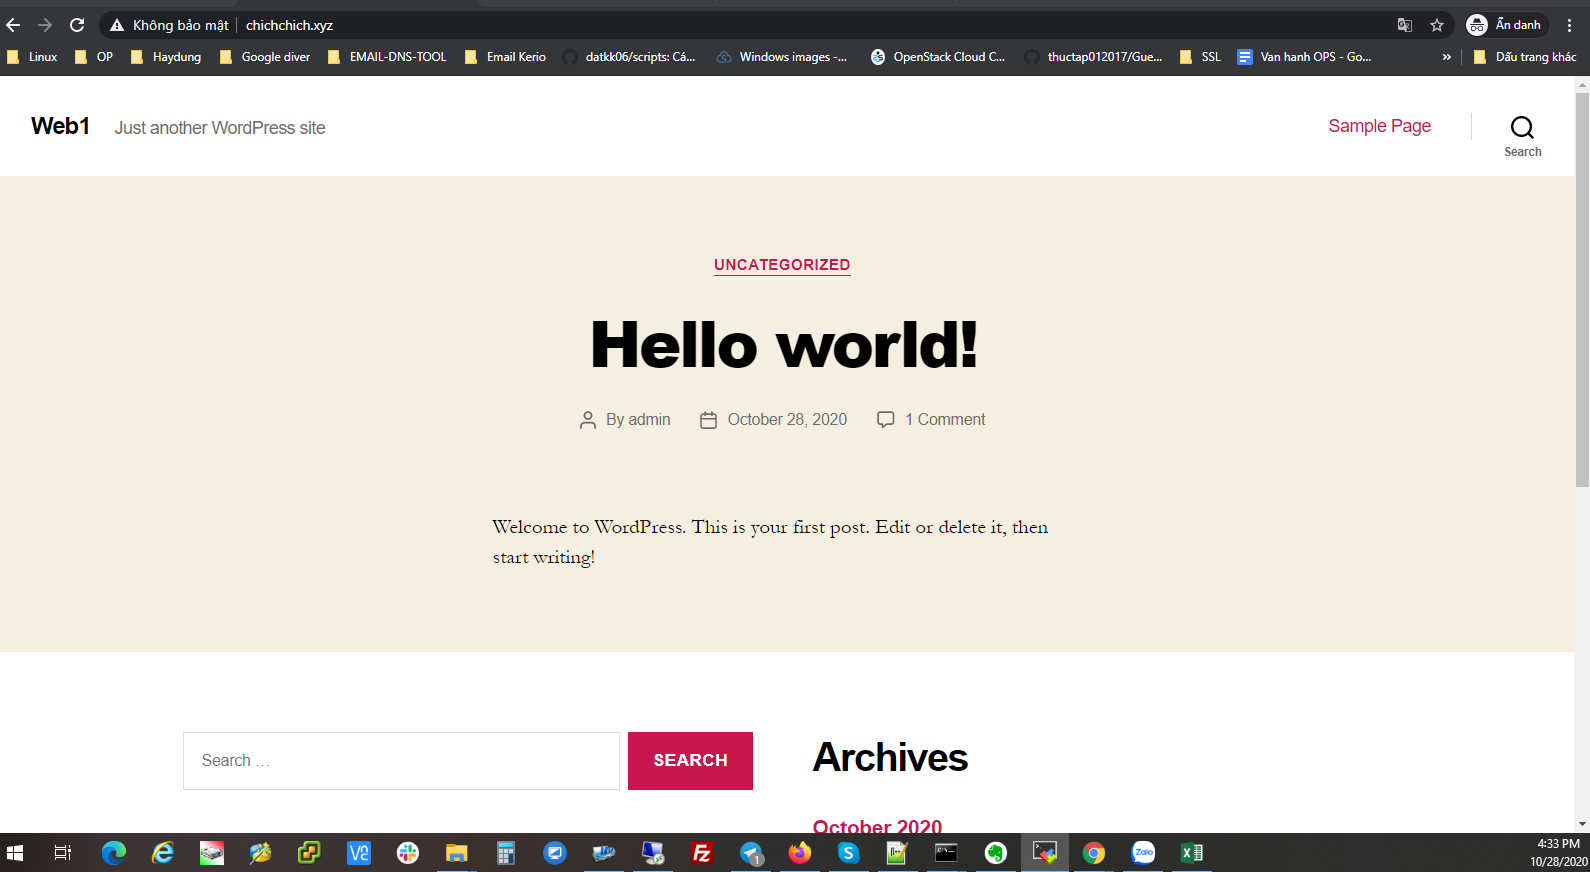 Không bảo mật chichchich.xyz Ẩn danh
Linux OP Haydung Google diver EMAIL-DNS-TOOL Email Kerio datkk06/scripts: Cá... Windows images -... OpenStack Cloud C... thuctap012017/Gue... SSL Van hanh OPS - Go... » Dấu trang khác
Web1 Just another WordPress site Sample Page
Search
UNCATEGORIZED
Hello world!
By admin October 28, 2020 1 Comment
Welcome to WordPress. This is your first post. Edit or delete it, then
start writing!
Search … SEARCH
Archives
October 2020
4:33 PM
10/28/2020